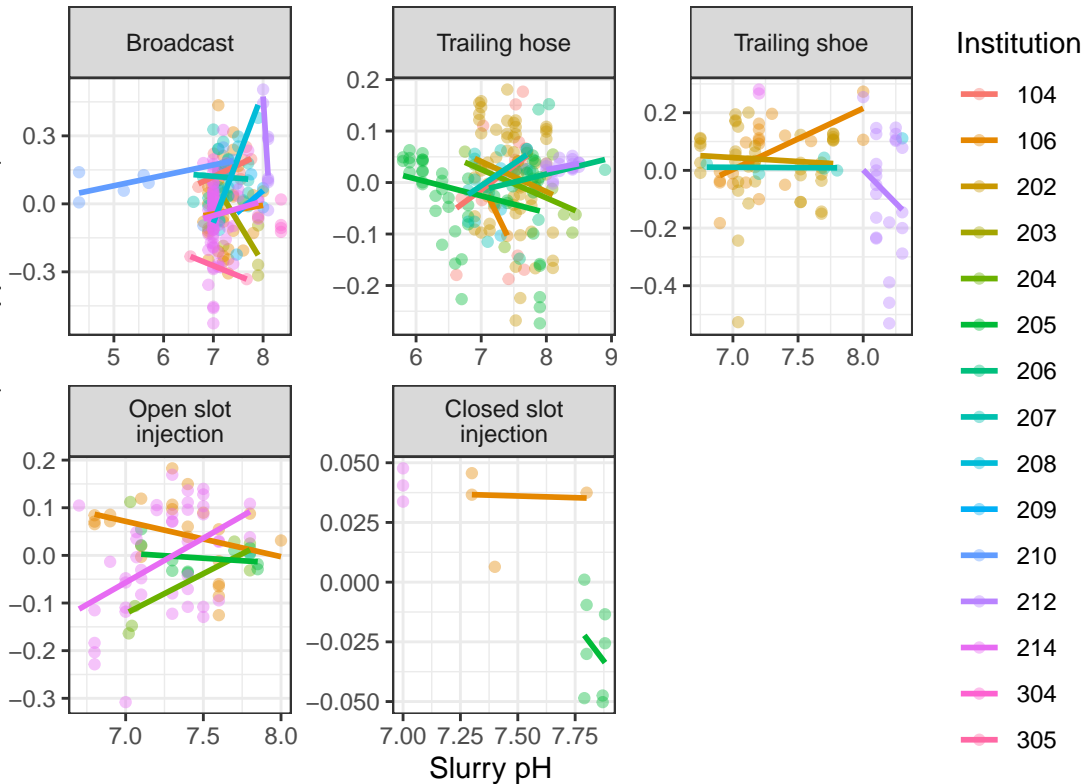 Broadcast
Trailing hose
Trailing shoe
0.3
0.0
−0.3
5 6 7 8
0.2
0.1
0.0
−0.1
−0.2
6 7 8 9
0.2
0.0
−0.2
−0.4
7.0 7.5 8.0
Open slot
injection
Closed slot
injection
0.2
0.1
0.0
−0.1
−0.2
−0.3
7.0 7.5 8.0
0.050
0.025
0.000
−0.025
−0.050
7.00 7.25 7.50 7.75
Slurry pH
Institution
104
106
202
203
204
205
206
207
208
209
210
212
214
304
305